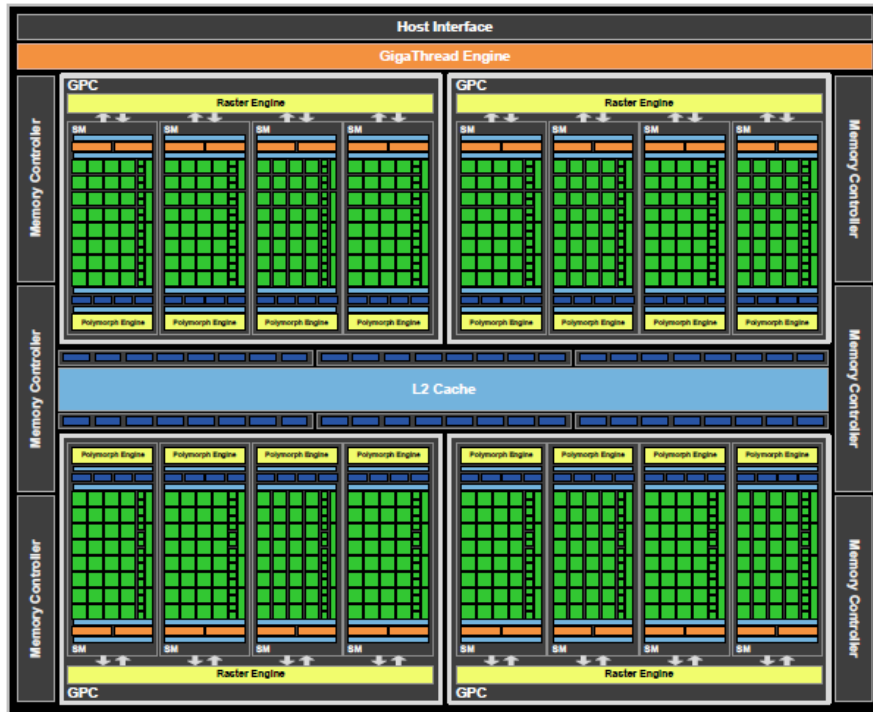 Host Interface
GigaThread Engine
GPC
GPC
Raster Engine
Raster Engine
SM SM SM SM
SM SM SM SM
Memory Controller
Memory Controller
Polymorph Engine Polymorph Engine Polymorph Engine Polymorph Engine
Polymorph Engine Polymorph Engine Polymorph Engine Polymorph Engine
Memory Controller
L2 Cache
Memory Controller
Polymorph Engine Polymorph Engine Polymorph Engine Polymorph Engine
Polymorph Engine Polymorph Engine Polymorph Engine Polymorph Engine
Memory Controller
Memory Controller
SM SM SM SM
SM SM SM SM
Raster Engine
Raster Engine
GPC
GPC